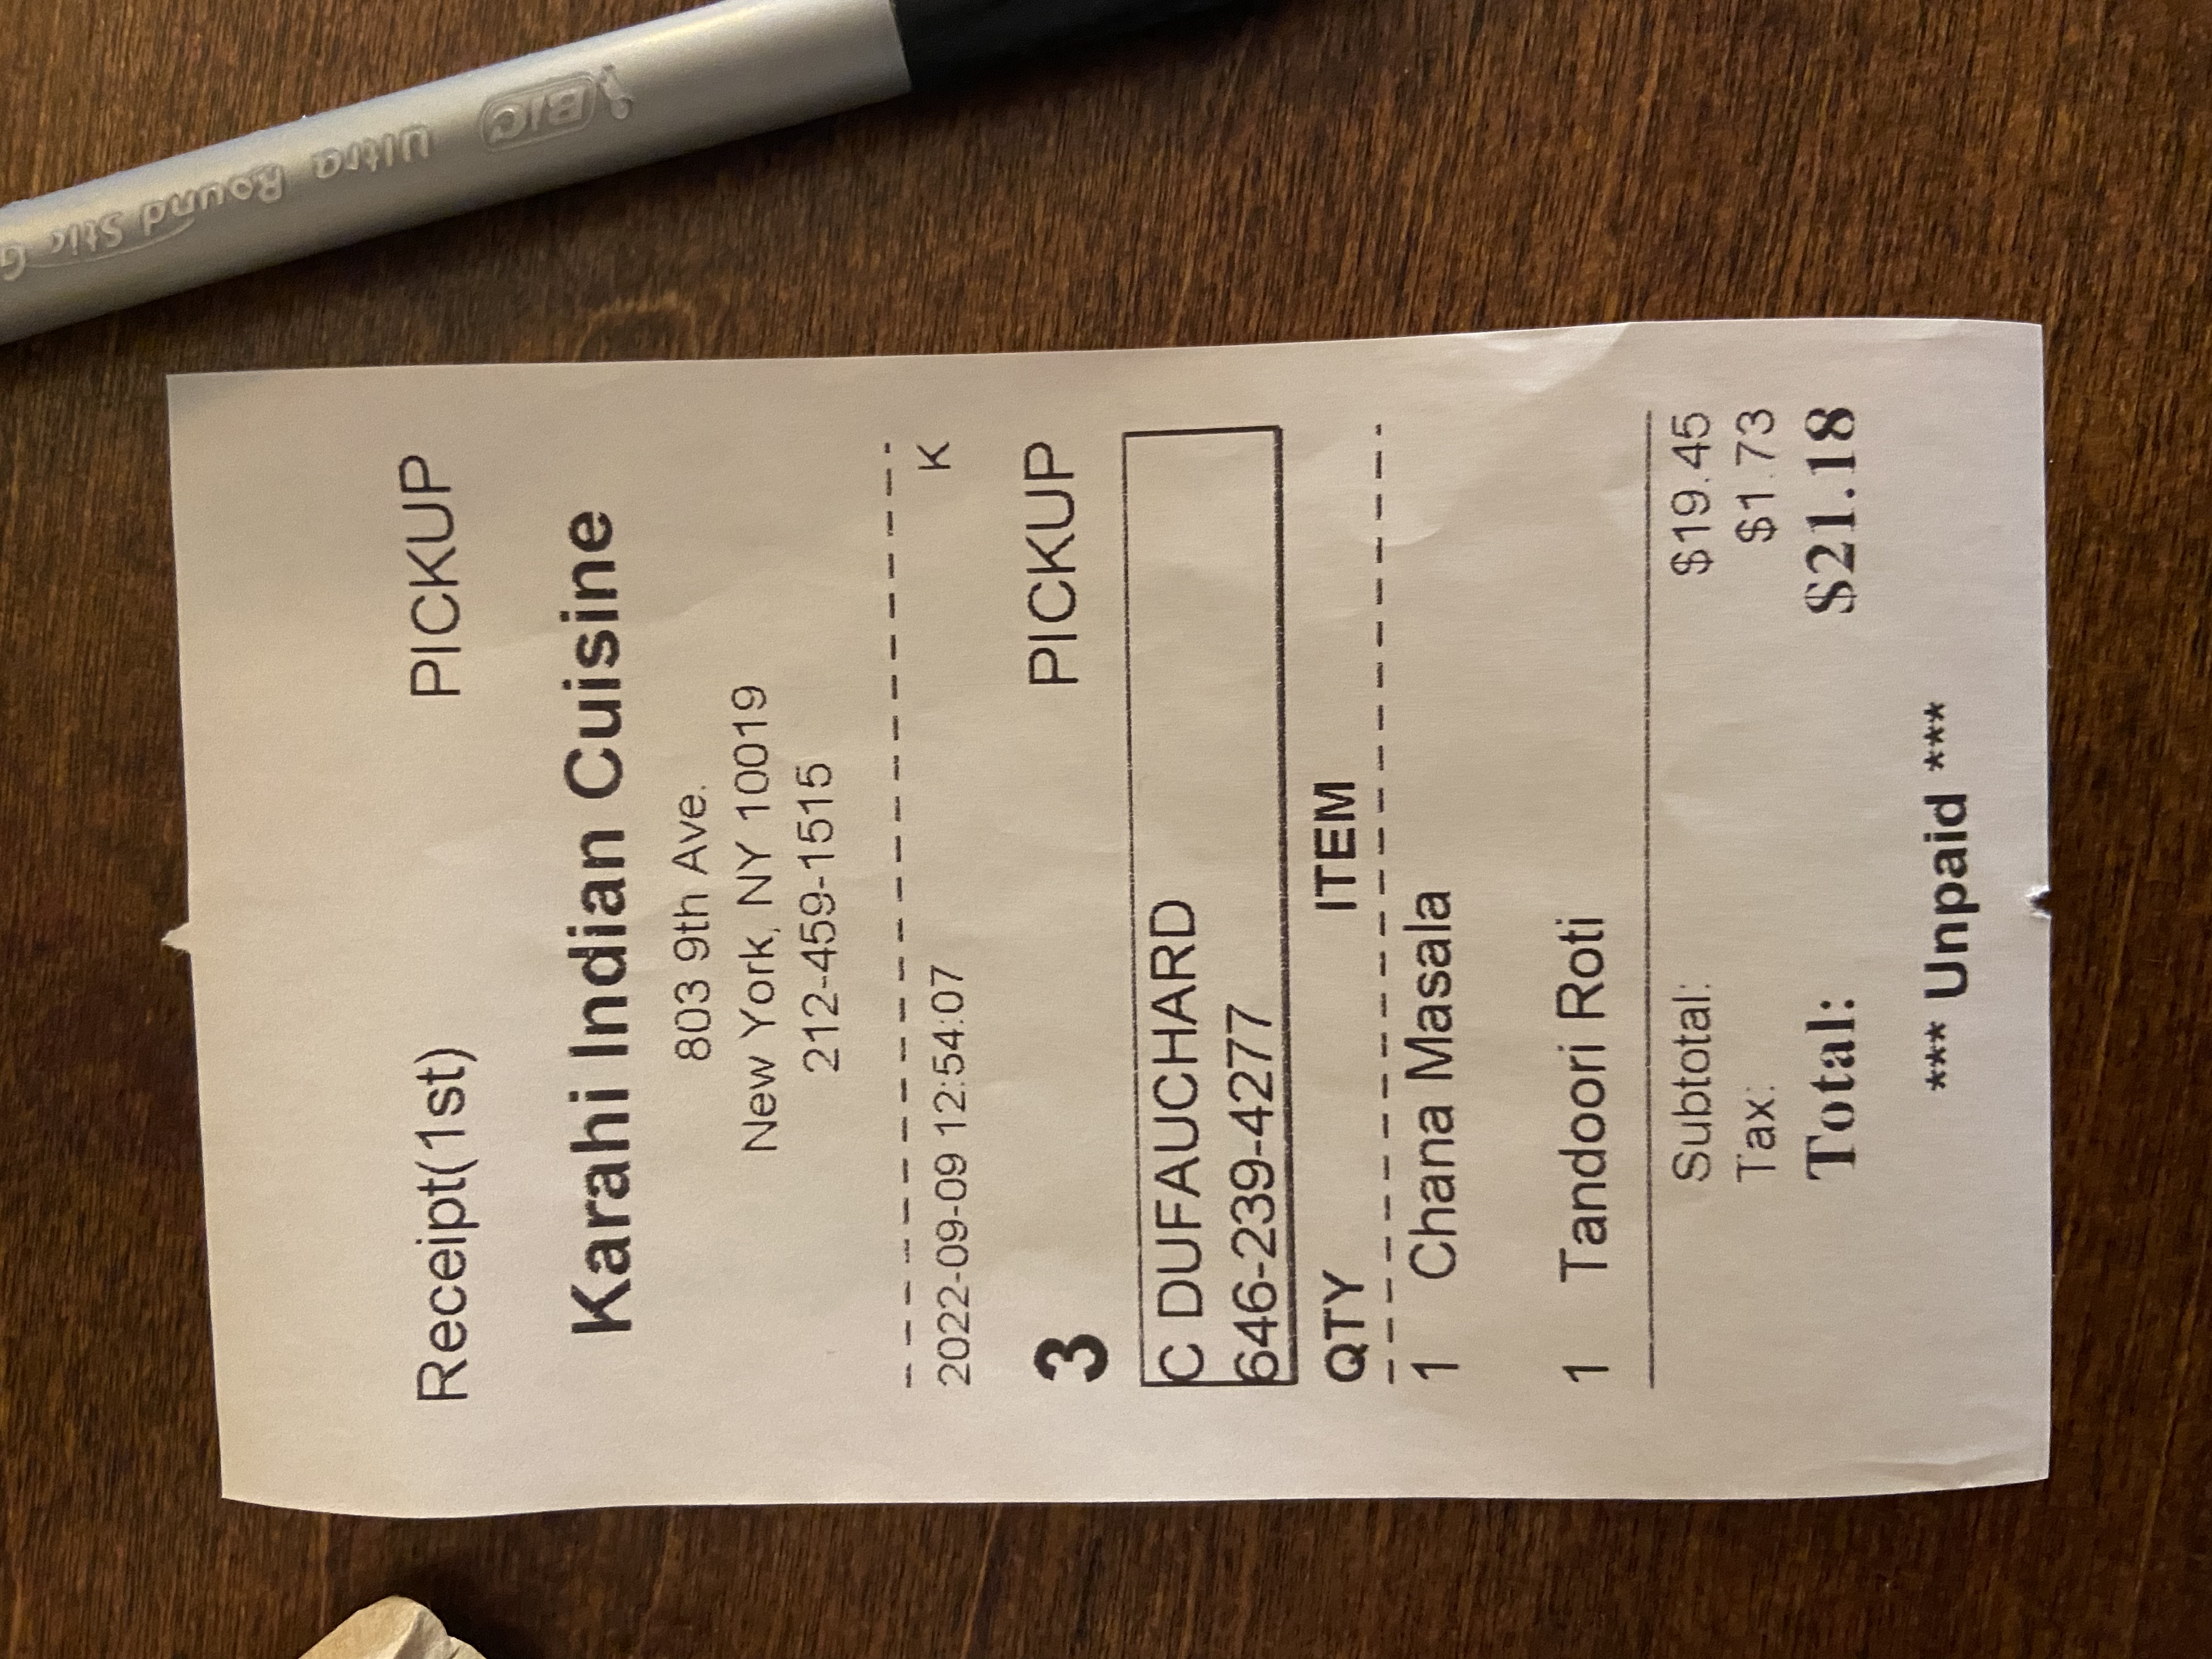 Receipt(1st) PICKUP
Karahi Indian Cuisine
803 9th Ave.
New York, NY 10019
212-459-1515
2022-09-09 12:54:07 K
3 PICKUP
C DUFAUCHARD
646-239-4277
QTY ITEM
1 Chana Masala
1 Tandoori Roti
Subtotal: $19.45
Tax: $1.73
Total: $21.18
*** Unpaid ***
BIC Ultra Round Stic G